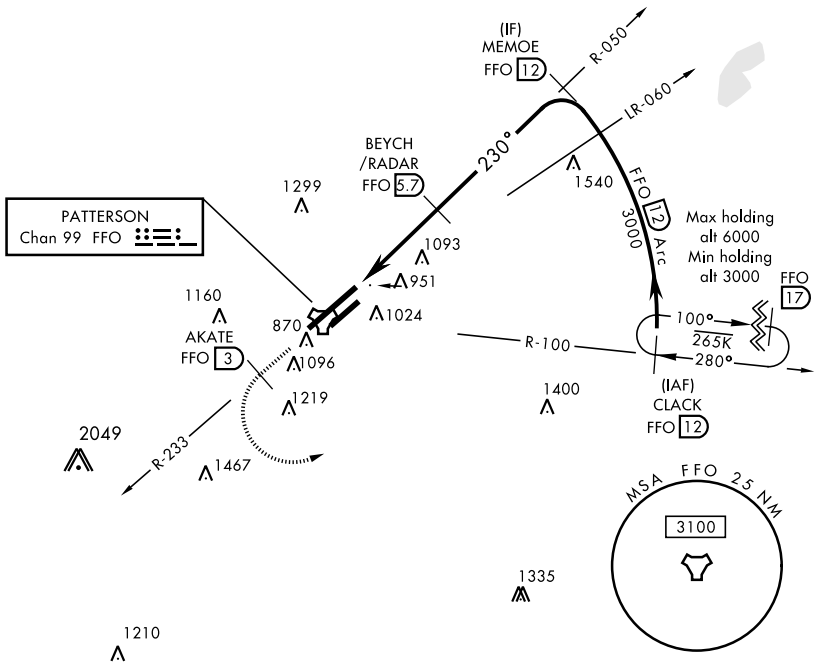 (IF)
MEMOE
FFO 12
R-050
LR-060
BEYCH
/RADAR
FFO 5.7
230°
1540
FFO 12 Arc
3000
1299
PATTERSON
Chan 99 FFO
Max holding
alt 6000
Min holding
alt 3000
FFO
17
1093
951
1160
1024
870
AKATE
FFO 3
1096
100°
265K
280°
R-100
(IAF)
CLACK
FFO 12
1219
1400
2049
R-233
1467
MSA FFO 25 NM
3100
1335
1210